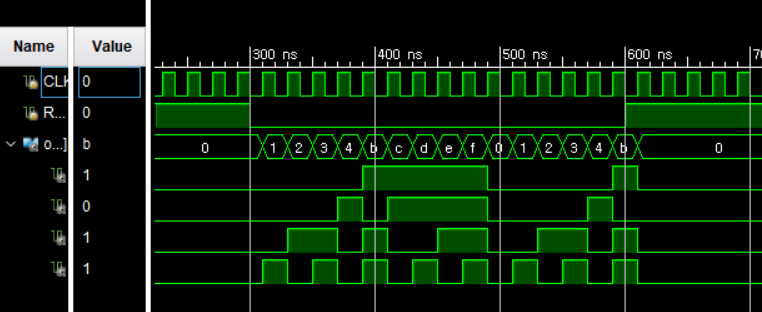 Name Value
300 ns 400 ns 500 ns 600 ns
CLK 0
R... 0
o...] b 0 1 2 3 4 b c d e f 0 1 2 3 4 b 0
1
0
1
1